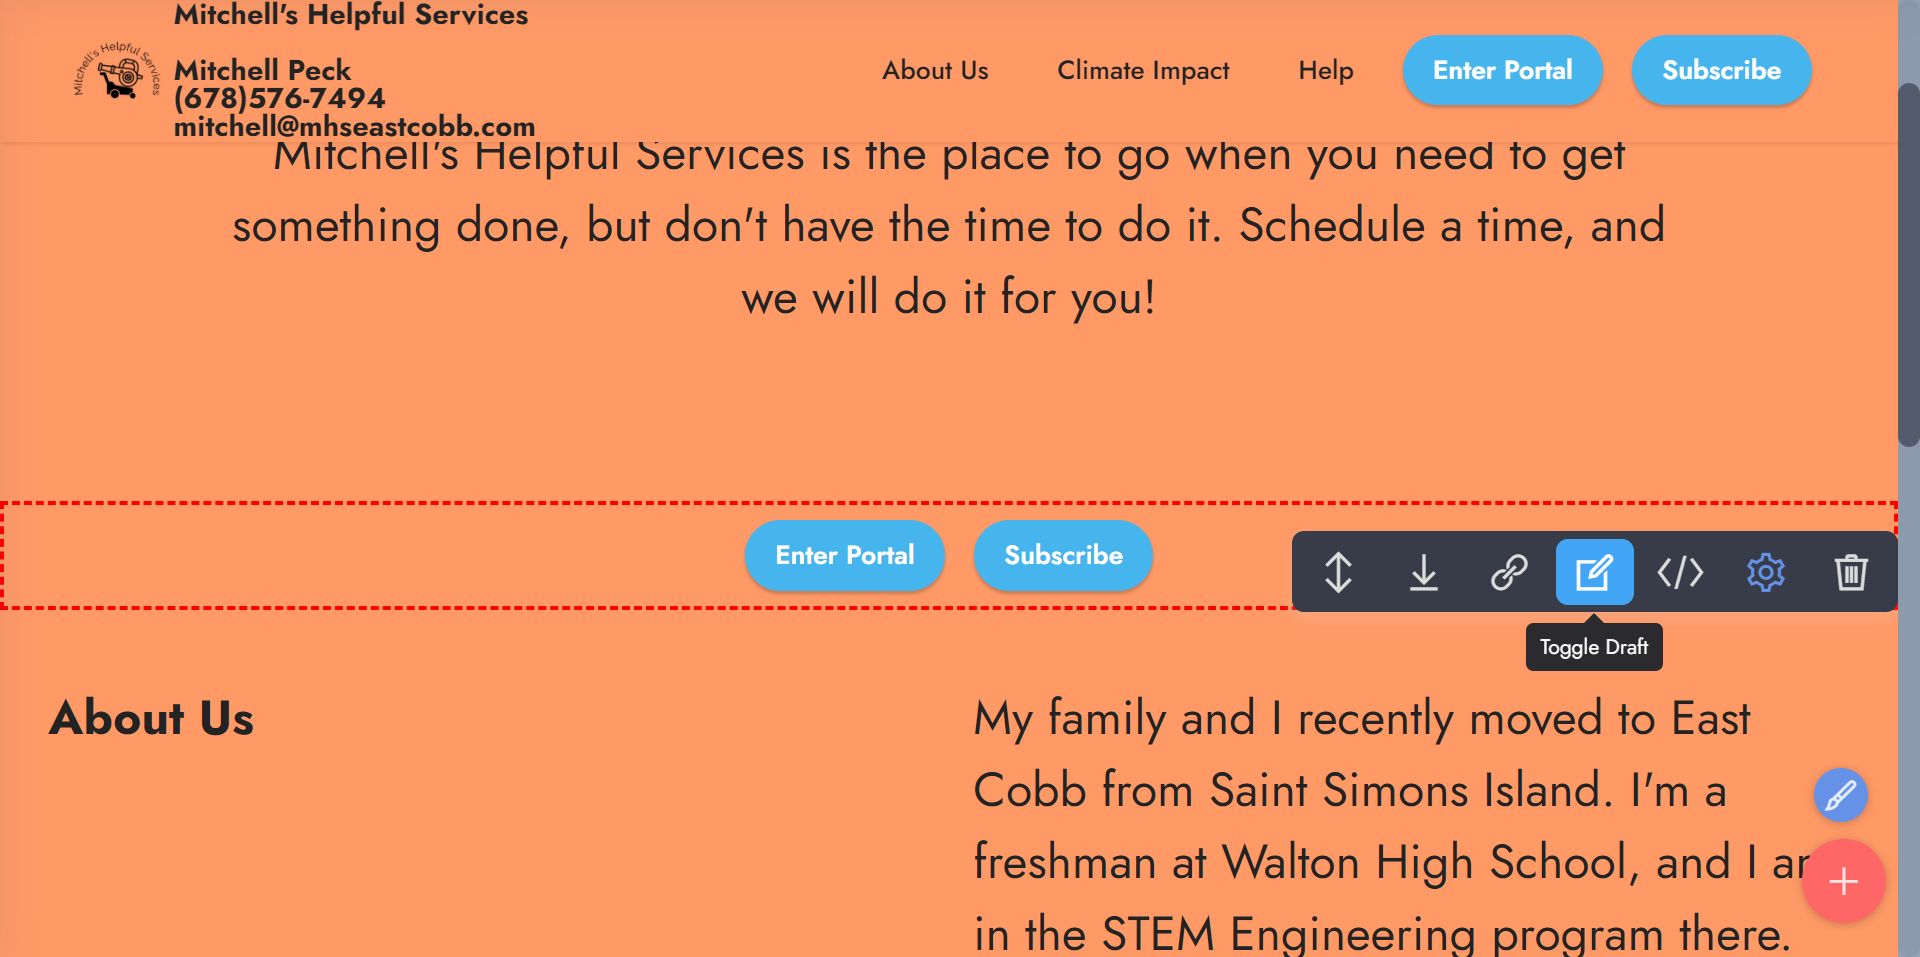 Mitchell's Helpful Services
Mitchell's Helpful Services
Mitchell Peck
(678)576-7494
mitchell@mhseastcobb.com
About Us
Climate Impact
Help
Enter Portal
Subscribe
Mitchell's Helpful Services is the place to go when you need to get
something done, but don't have the time to do it. Schedule a time, and
we will do it for you!
Enter Portal
Subscribe
Toggle Draft
About Us
My family and I recently moved to East
Cobb from Saint Simons Island. I'm a
freshman at Walton High School, and I
in the STEM Engineering program there.